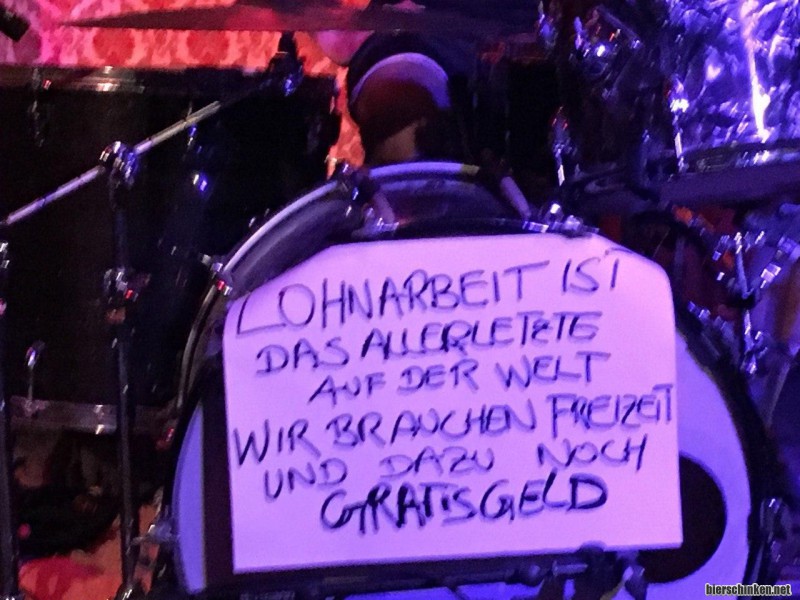 LOHNARBEIT IST
DAS ALLERLETZTE
AUF DER WELT
WIR BRAUCHEN FREIZEIT
UND DAZU NOCH
GRATISGELD
bierschinken.net